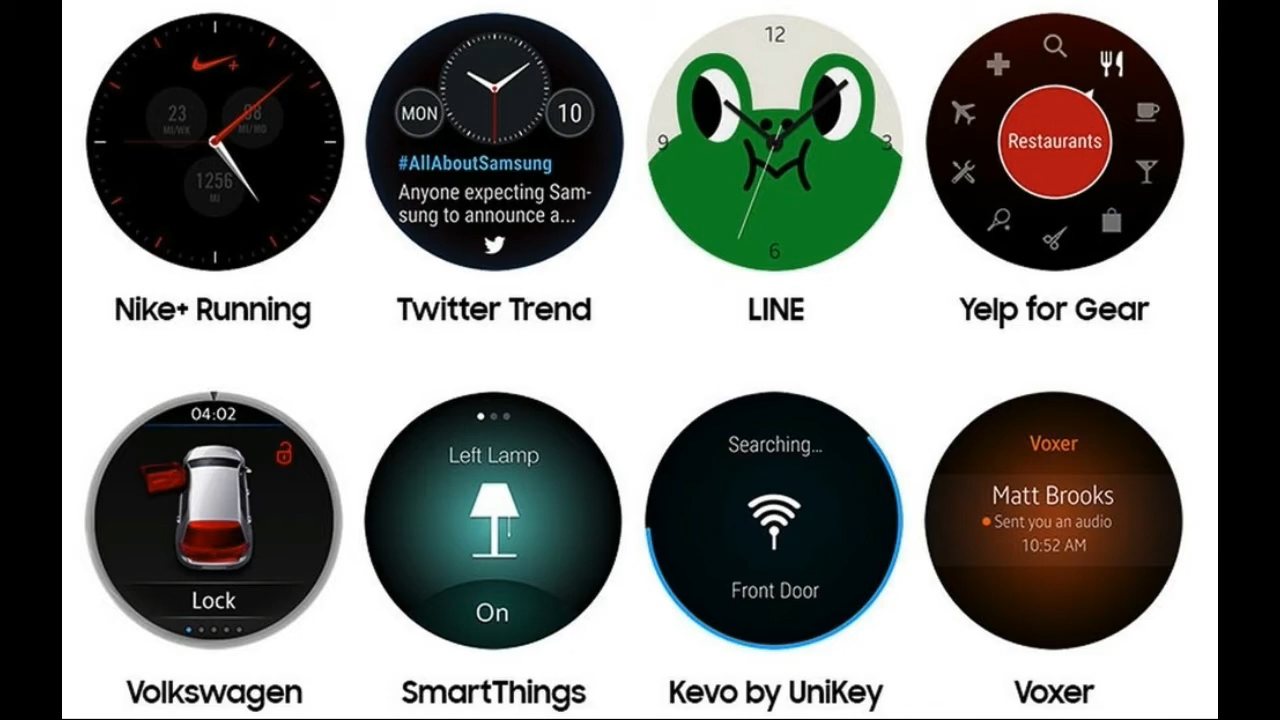 23
MI/WK
08
MI/MO
1256
MI
Nike+ Running
MON
10
#AllAboutSamsung
Anyone expecting Sam-
sung to announce a...
Twitter Trend
12
9
3
6
LINE
Restaurants
Yelp for Gear
04:02
Lock
Volkswagen
Left Lamp
On
SmartThings
Searching...
Front Door
Kevo by UniKey
Voxer
Matt Brooks
Sent you an audio
10:52 AM
Voxer